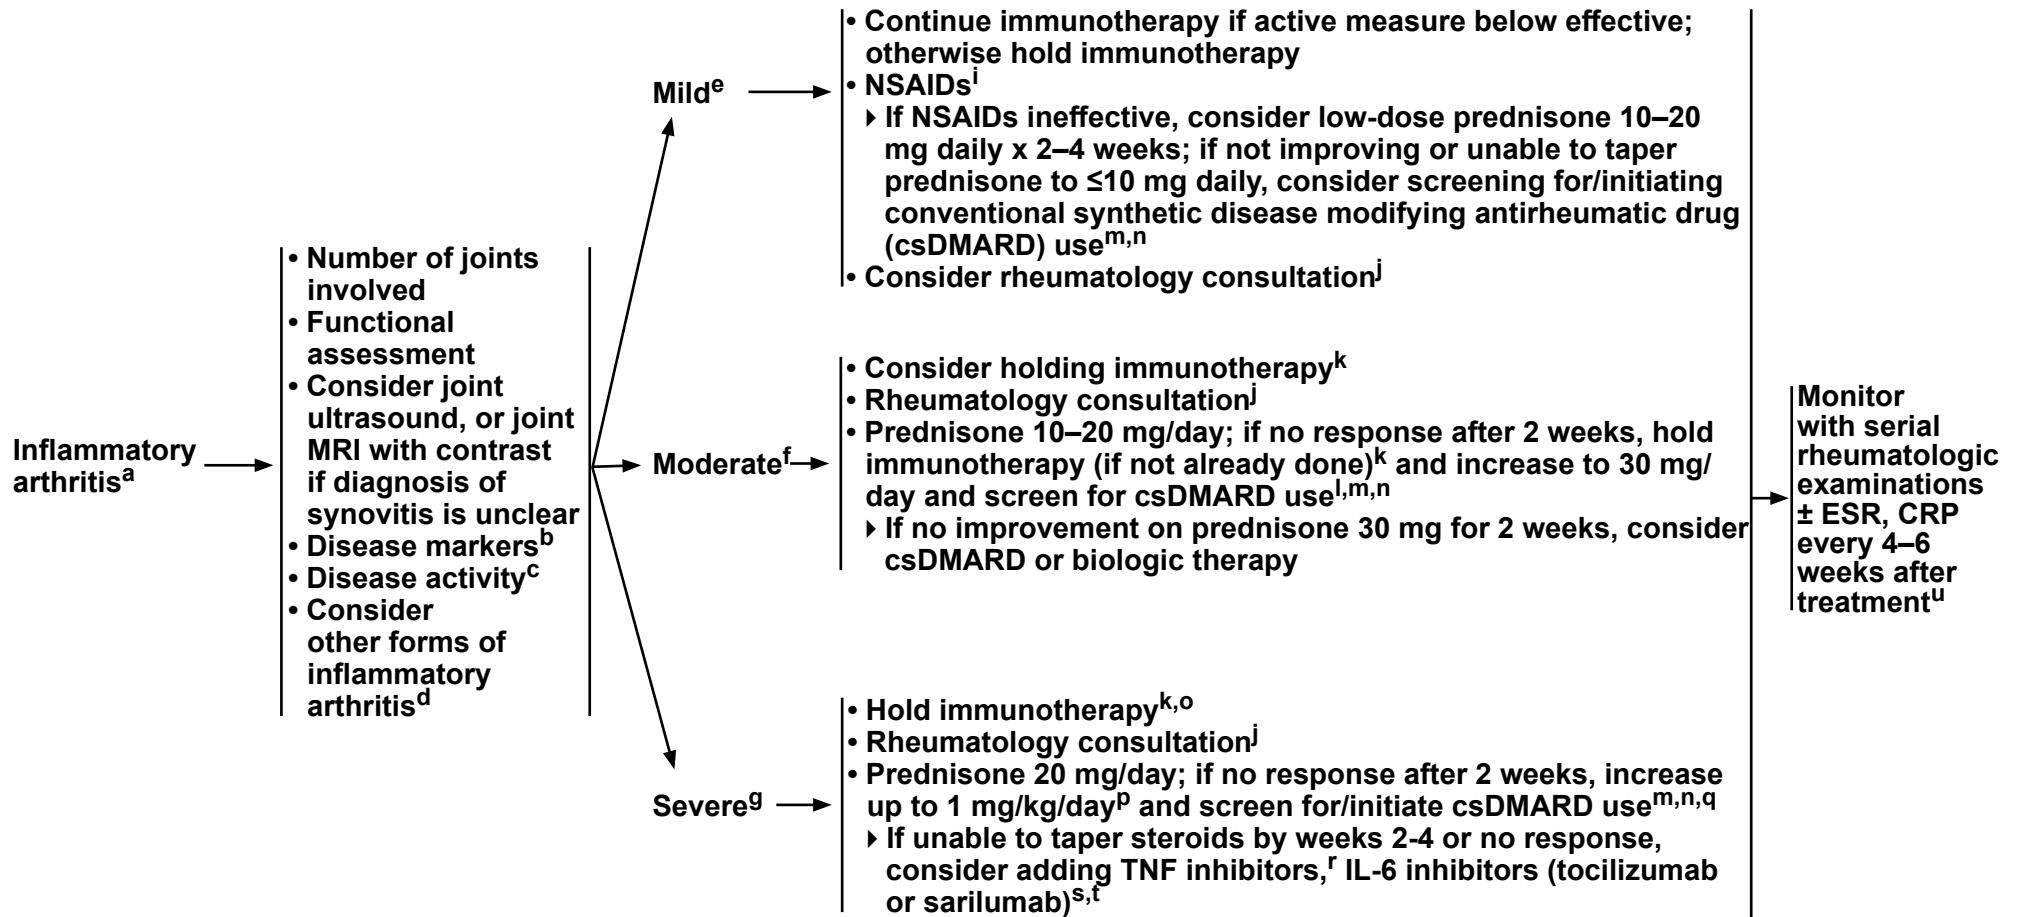 Inflammatory
arthritisa
• Number of joints
involved
• Functional
assessment
• Consider joint
ultrasound, or joint
MRI with contrast
if diagnosis of
synovitis is unclear
• Disease markersb
• Disease activityc
• Consider
other forms of
inflammatory
arthritisd
Milde
• Continue immunotherapy if active measure below effective;
otherwise hold immunotherapy
• NSAIDsi
If NSAIDs ineffective, consider low-dose prednisone 10–20
mg daily x 2–4 weeks; if not improving or unable to taper
prednisone to ≤10 mg daily, consider screening for/initiating
conventional synthetic disease modifying antirheumatic drug
(csDMARD) usem,n
• Consider rheumatology consultationj
Moderatef
• Consider holding immunotherapyk
• Rheumatology consultationj
• Prednisone 10–20 mg/day; if no response after 2 weeks, hold
immunotherapy (if not already done)k and increase to 30 mg/
day and screen for csDMARD usel,m,n
If no improvement on prednisone 30 mg for 2 weeks, consider
csDMARD or biologic therapy
Severeg
• Hold immunotherapyk,o
• Rheumatology consultationj
• Prednisone 20 mg/day; if no response after 2 weeks, increase
up to 1 mg/kg/dayp and screen for/initiate csDMARD usem,n,q
If unable to taper steroids by weeks 2-4 or no response,
consider adding TNF inhibitors,r IL-6 inhibitors (tocilizumab
or sarilumab)s,t
Monitor
with serial
rheumatologic
examinations
± ESR, CRP
every 4–6
weeks after
treatmentu